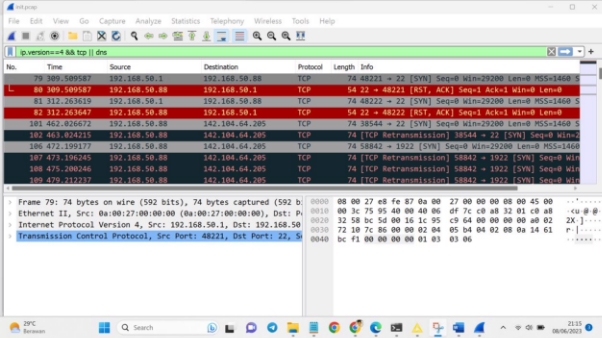 init.pcap
File Edit View Go Capture Analyze Statistics Telephony Wireless Tools Help
ip.version==4 && tcp || dns
No. Time Source Destination Protocol Length Info
79 309.509587 192.168.50.1 192.168.50.88 TCP 74 48221 → 22 [SYN] Seq=0 Win=29200 Len=0 MSS=1460 S
80 309.509587 192.168.50.88 192.168.50.1 TCP 54 22 → 48221 [RST, ACK] Seq=1 Ack=1 Win=0 Len=0
81 312.263619 192.168.50.1 192.168.50.88 TCP 74 48221 → 22 [SYN] Seq=0 Win=29200 Len=0 MSS=1460 S
82 312.263647 192.168.50.88 192.168.50.1 TCP 54 22 → 48221 [RST, ACK] Seq=1 Ack=1 Win=0 Len=0
101 462.026672 192.168.50.88 142.104.64.205 TCP 74 38544 → 22 [SYN] Seq=0 Win=29200 Len=0 MSS=1460 S
102 463.024215 192.168.50.88 142.104.64.205 TCP 74 [TCP Retransmission] 38544 → 22 [SYN] Seq=0 Win=2
106 472.199177 192.168.50.88 142.104.64.205 TCP 74 58842 → 1922 [SYN] Seq=0 Win=29200 Len=0 MSS=1460
107 473.196245 192.168.50.88 142.104.64.205 TCP 74 [TCP Retransmission] 58842 → 1922 [SYN] Seq=0 Win
108 475.200246 192.168.50.88 142.104.64.205 TCP 74 [TCP Retransmission] 58842 → 1922 [SYN] Seq=0 Win
109 479.212237 192.168.50.88 142.104.64.205 TCP 74 [TCP Retransmission] 58842 → 1922 [SYN] Seq=0 Win
Frame 79: 74 bytes on wire (592 bits), 74 bytes captured (592 bi
Ethernet II, Src: 0a:00:27:00:00:00 (0a:00:27:00:00:00), Dst: P
Internet Protocol Version 4, Src: 192.168.50.1, Dst: 192.168.50
Transmission Control Protocol, Src Port: 48221, Dst Port: 22, S
0000 08 00 27 e8 fe 87 0a 00 27 00 00 00 08 00 45 00
0010 00 3c 75 95 40 00 40 06 df 7c c0 a8 32 01 c0 a8
0020 32 58 bc 5d 00 16 1c 95 c9 64 00 00 00 00 a0 02
0030 72 10 7c 86 00 00 02 04 05 b4 04 02 08 0a 14 61
0040 bc f1 00 00 00 00 01 03 03 06
29°C
Berawan
Search
21:15
08/06/2023